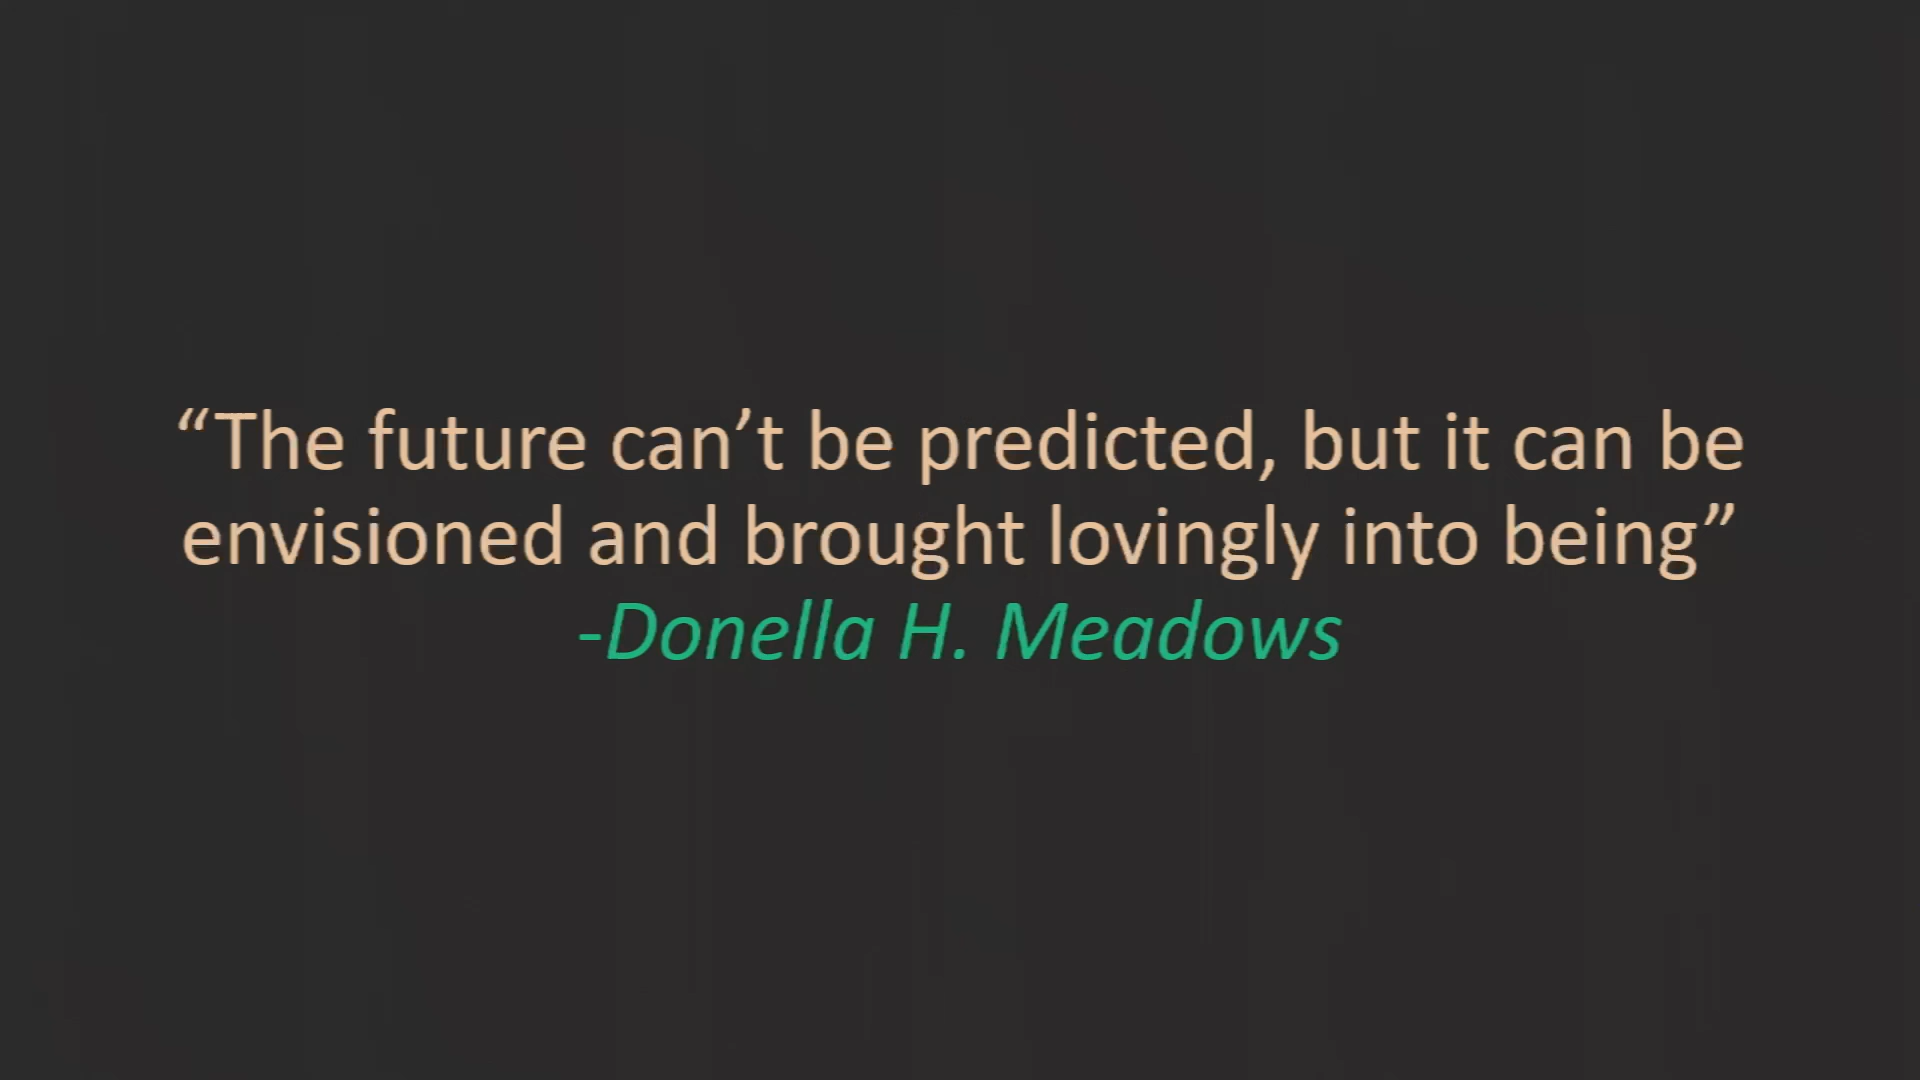 “The future can’t be predicted, but it can be
envisioned and brought lovingly into being”
-Donella H. Meadows